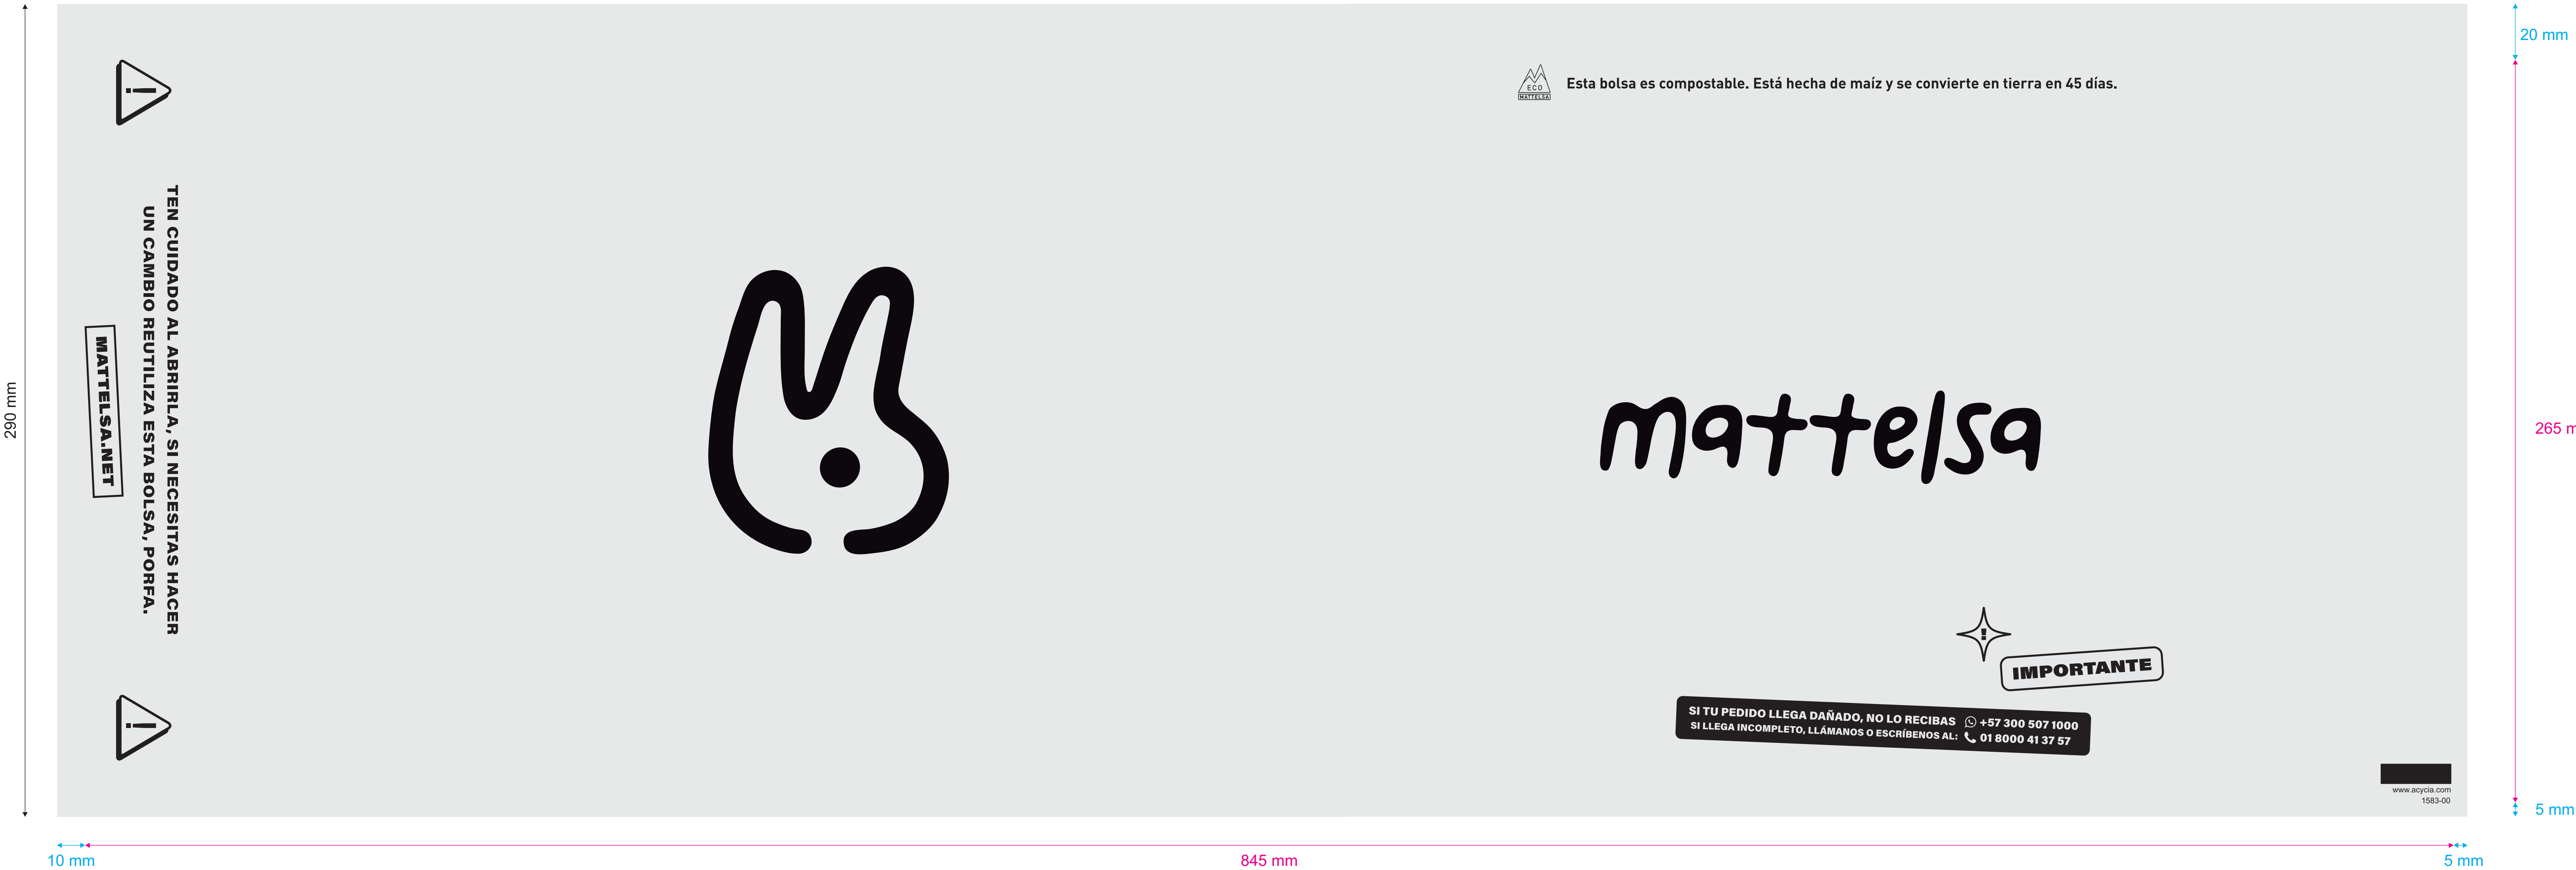 290 mm
TEN CUIDADO AL ABRIRLA, SI NECESITAS HACER
UN CAMBIO REUTILIZA ESTA BOLSA, PORFA.
MATTELSA.NET
ECO
MATTELSA
Esta bolsa es compostable. Está hecha de maíz y se convierte en tierra en 45 días.
mattelsa
IMPORTANTE
SI TU PEDIDO LLEGA DAÑADO, NO LO RECIBAS +57 300 507 1000
SI LLEGA INCOMPLETO, LLÁMANOS O ESCRÍBENOS AL: 01 8000 41 37 57
www.acycia.com
1583-00
20 mm
265 m
5 mm
10 mm
845 mm
5 mm